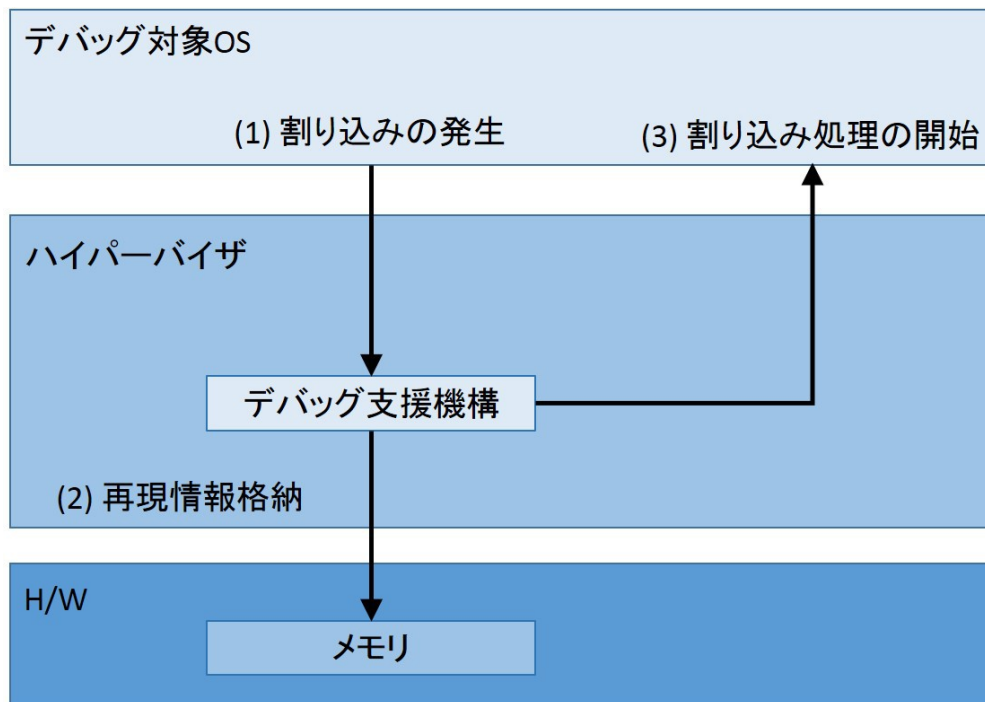 デバッグ対象OS
(1) 割り込みの発生
(3) 割り込み処理の開始
ハイパーバイザ
デバッグ支援機構
(2) 再現情報格納
H/W
メモリ